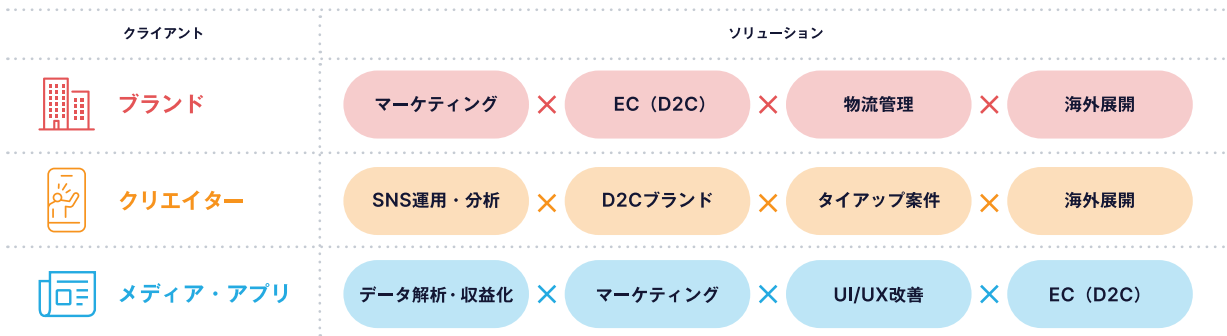 クライアント ソリューション
ブランド マーケティング × EC（D2C） × 物流管理 × 海外展開
クリエイター SNS運用・分析 × D2Cブランド × タイアップ案件 × 海外展開
メディア・アプリ データ解析・収益化 × マーケティング × UI/UX改善 × EC（D2C）